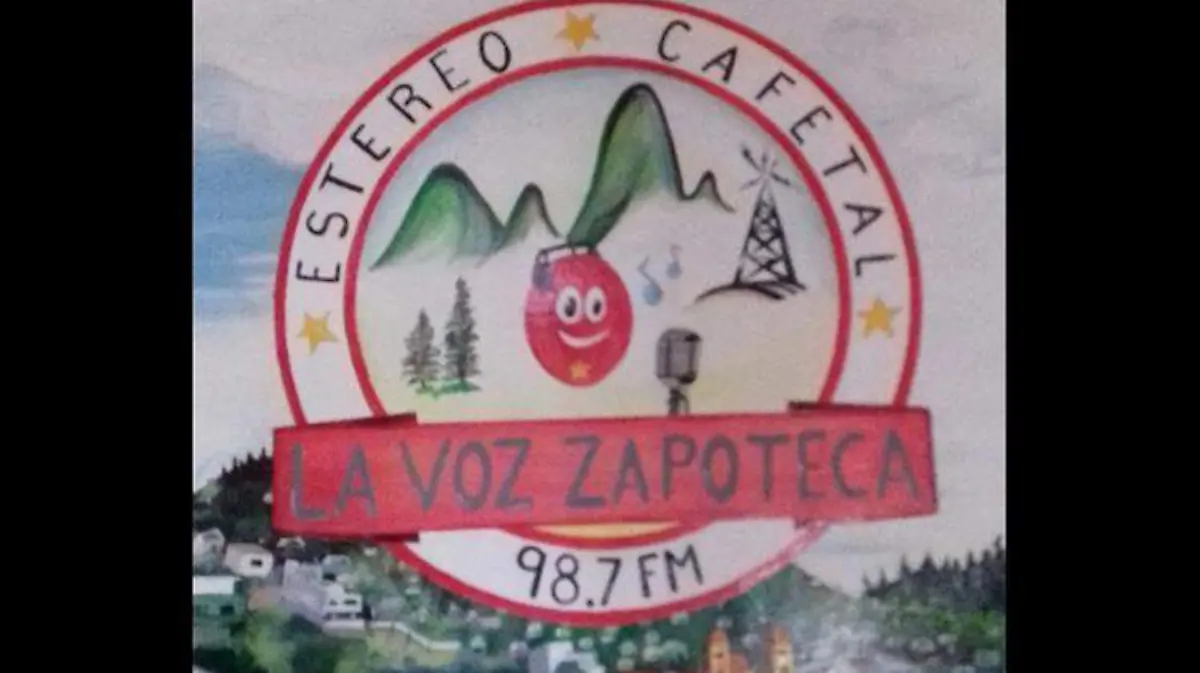 ESTEREO CAFETAL
LA VOZ ZAPOTECA
98.7 FM